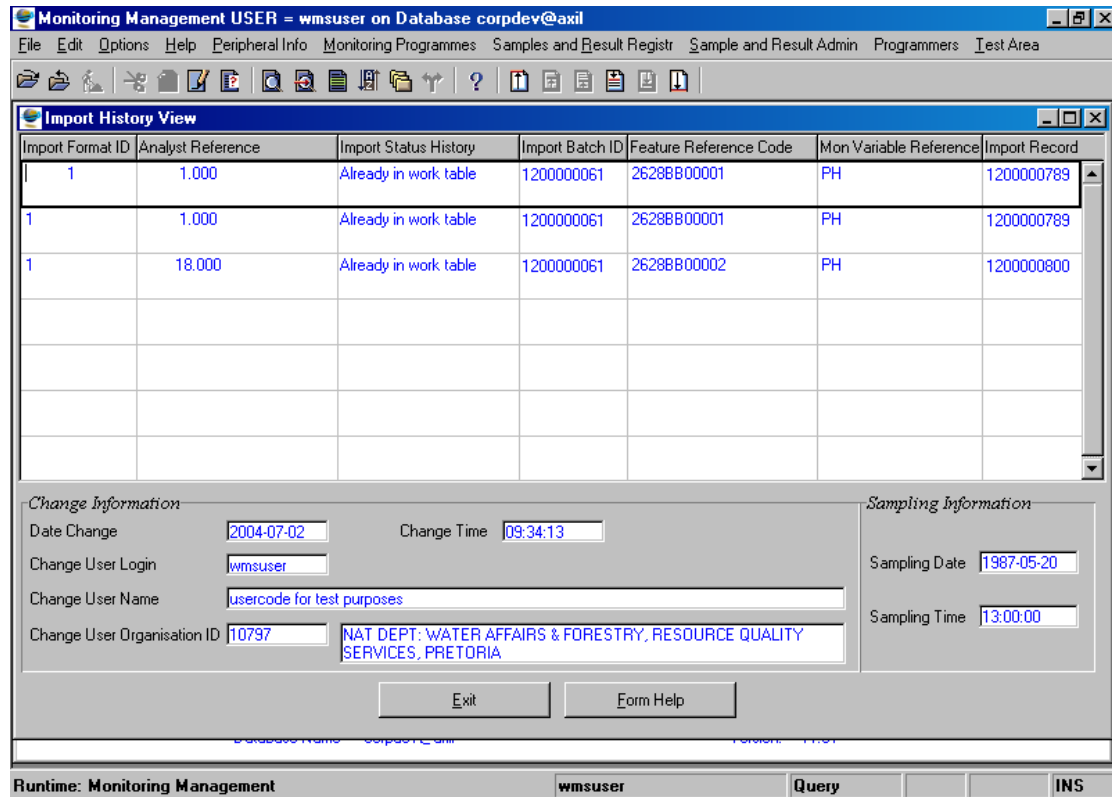 Monitoring Management USER = wmsuser on Database corpdev@axil
File Edit Options Help Peripheral Info Monitoring Programmes Samples and Result Registr Sample and Result Admin Programmers Test Area
Import History View
Import Format ID Analyst Reference Import Status History Import Batch ID Feature Reference Code Mon Variable Reference Import Record
1 1.000 Already in work table 1200000061 2628BB00001 PH 1200000789
1 1.000 Already in work table 1200000061 2628BB00001 PH 1200000789
1 18.000 Already in work table 1200000061 2628BB00002 PH 1200000800
Change Information
Date Change 2004-07-02 Change Time 09:34:13
Change User Login wmsuser
Change User Name usercode for test purposes
Change User Organisation ID 10797 NAT DEPT: WATER AFFAIRS & FORESTRY, RESOURCE QUALITY
SERVICES, PRETORIA
Sampling Information
Sampling Date 1987-05-20
Sampling Time 13:00:00
Exit Form Help
Runtime: Monitoring Management wmsuser Query INS